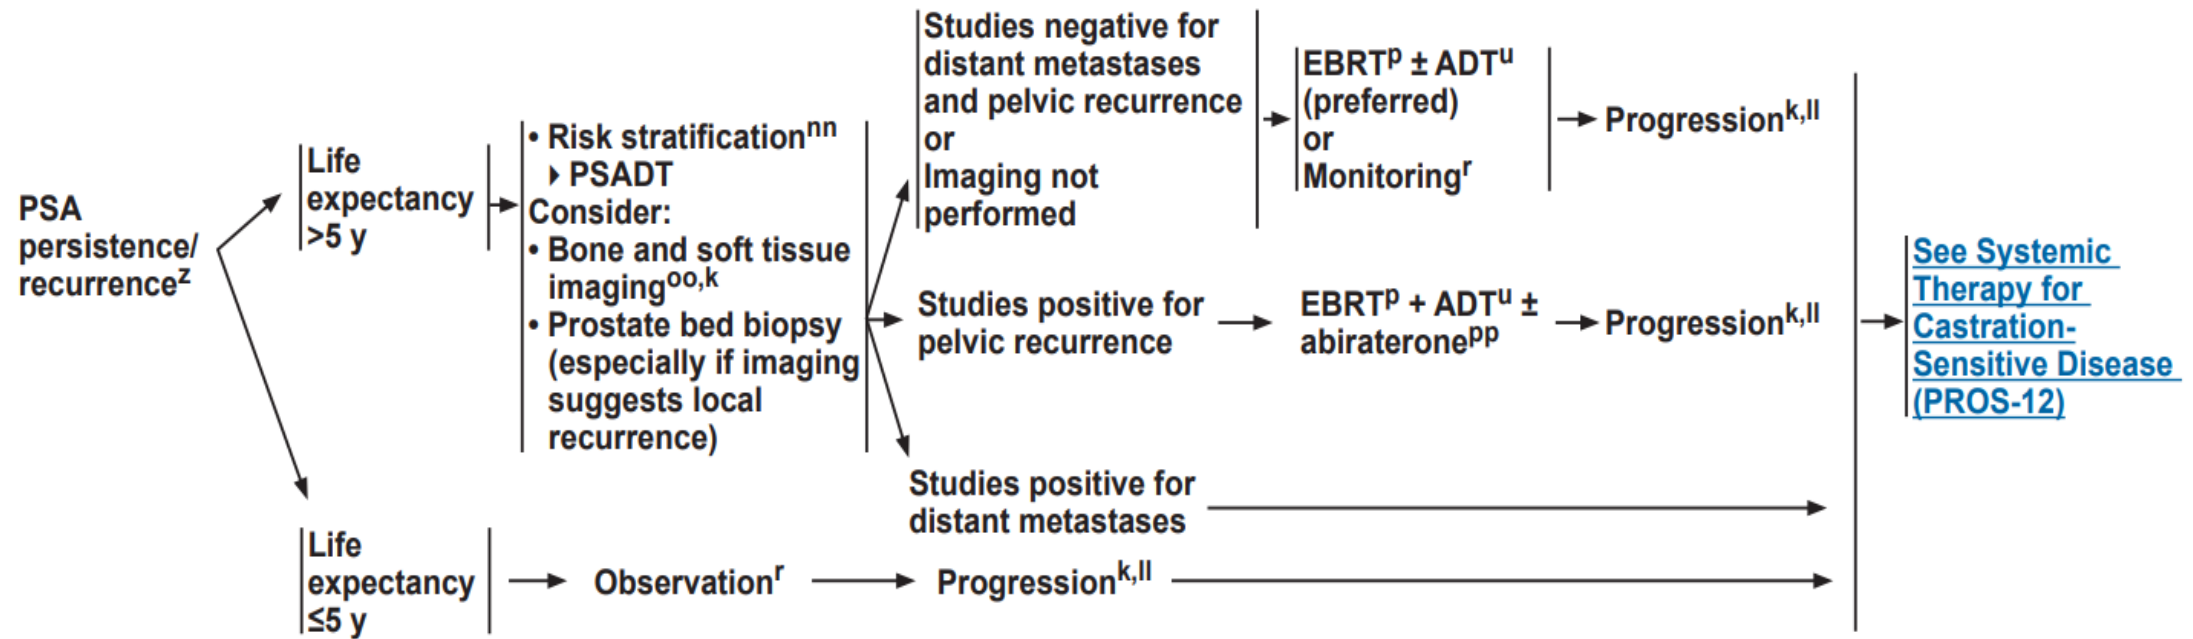 PSA
persistence/
recurrenceᶻ
Life
expectancy
>5 y
• Risk stratificationⁿⁿ
PSADT
Consider:
• Bone and soft tissue
imagingᵒᵒ,ᵏ
• Prostate bed biopsy
(especially if imaging
suggests local
recurrence)
Studies negative for
distant metastases
and pelvic recurrence
or
Imaging not
performed
EBRTᵖ ± ADTᵘ
(preferred)
or
Monitoringʳ
Progressionᵏ,ˡˡ
Studies positive for
pelvic recurrence
EBRTᵖ + ADTᵘ ±
abirateroneᵖᵖ
Progressionᵏ,ˡˡ
Studies positive for
distant metastases
Life
expectancy
≤5 y
Observationʳ
Progressionᵏ,ˡˡ
See Systemic
Therapy for
Castration-
Sensitive Disease
(PROS-12)